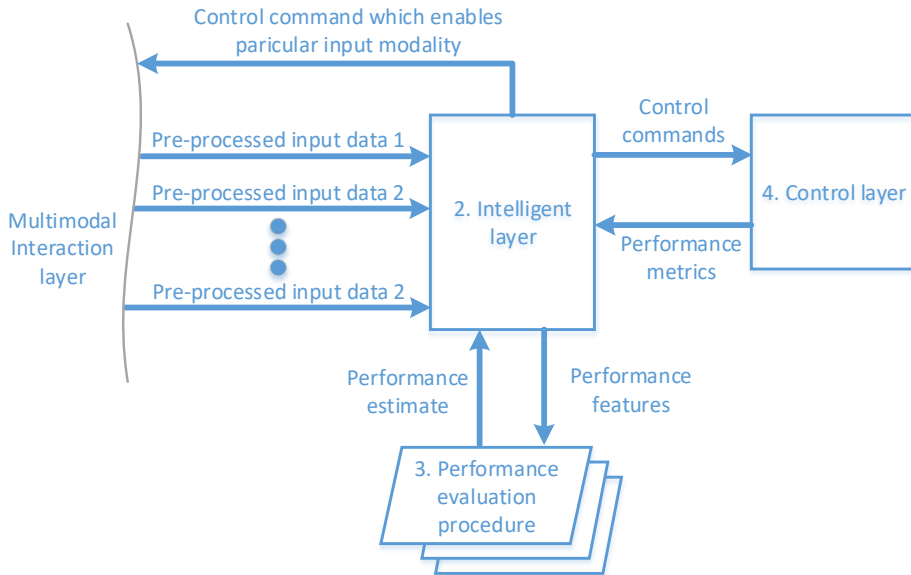 Control command which enables
paricular input modality
Pre-processed input data 1
Pre-processed input data 2
Pre-processed input data 2
Multimodal
Interaction
layer
2. Intelligent
layer
Control
commands
4. Control layer
Performance
metrics
Performance
estimate
Performance
features
3. Performance
evaluation
procedure